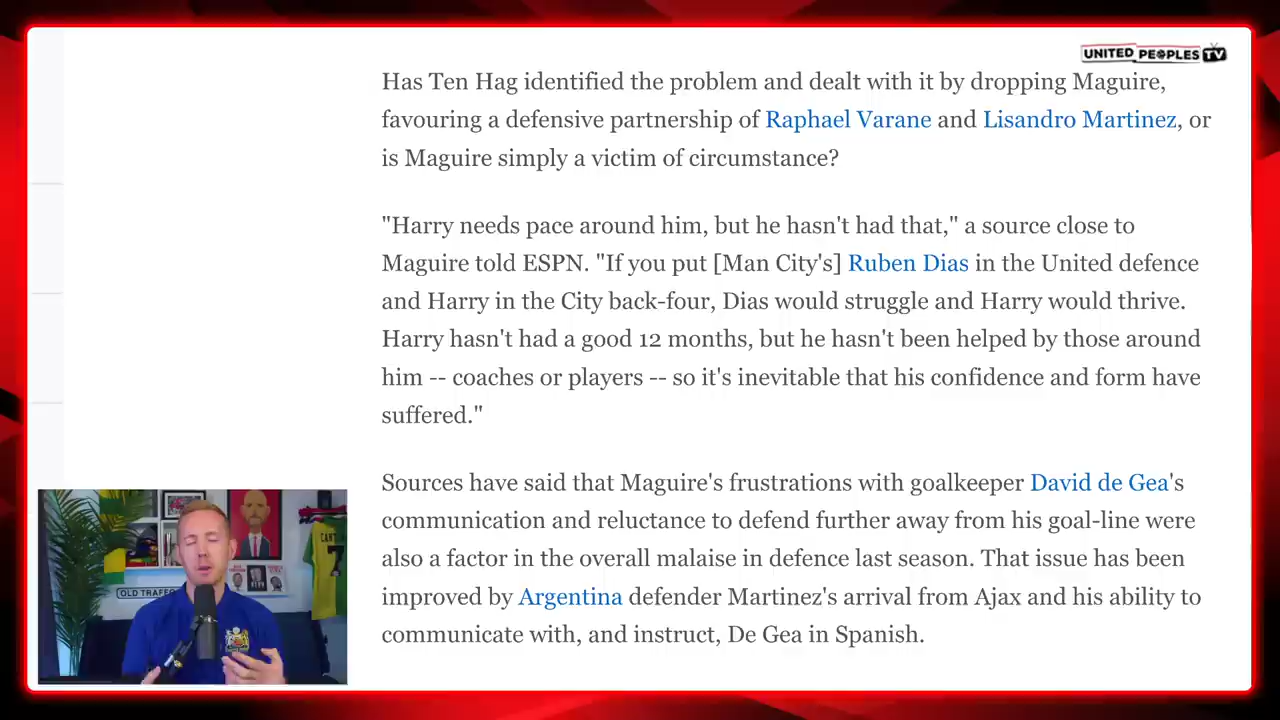 UNITED PEOPLES TV
Has Ten Hag identified the problem and dealt with it by dropping Maguire,
favouring a defensive partnership of Raphael Varane and Lisandro Martinez, or
is Maguire simply a victim of circumstance?
"Harry needs pace around him, but he hasn't had that," a source close to
Maguire told ESPN. "If you put [Man City's] Ruben Dias in the United defence
and Harry in the City back-four, Dias would struggle and Harry would thrive.
Harry hasn't had a good 12 months, but he hasn't been helped by those around
him -- coaches or players -- so it's inevitable that his confidence and form have
suffered."
Sources have said that Maguire's frustrations with goalkeeper David de Gea's
communication and reluctance to defend further away from his goal-line were
also a factor in the overall malaise in defence last season. That issue has been
improved by Argentina defender Martinez's arrival from Ajax and his ability to
communicate with, and instruct, De Gea in Spanish.
OLD TRAFFO
7